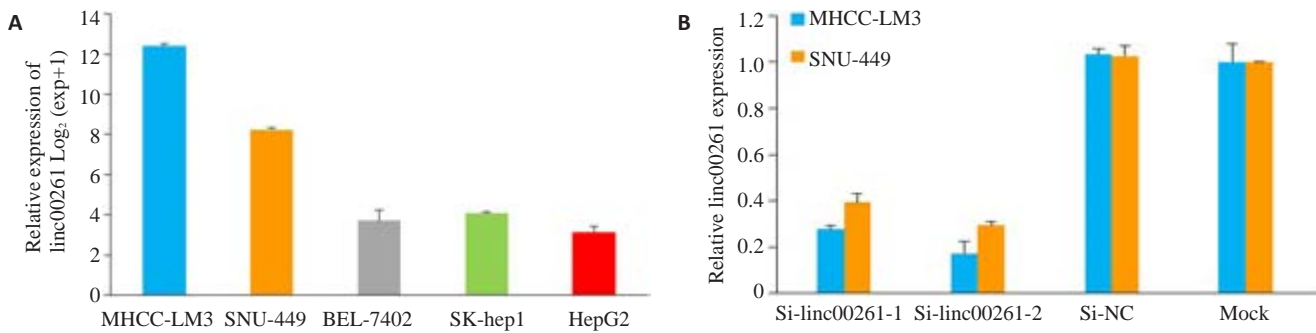 A
Relative expression of
linc00261 Log₂ (exp+1)
14
12
10
8
6
4
2
0
MHCC-LM3 SNU-449 BEL-7402 SK-hep1 HepG2
B
Relative linc00261 expression
1.2
1.0
0.8
0.6
0.4
0.2
0
MHCC-LM3
SNU-449
Si-linc00261-1 Si-linc00261-2 Si-NC Mock